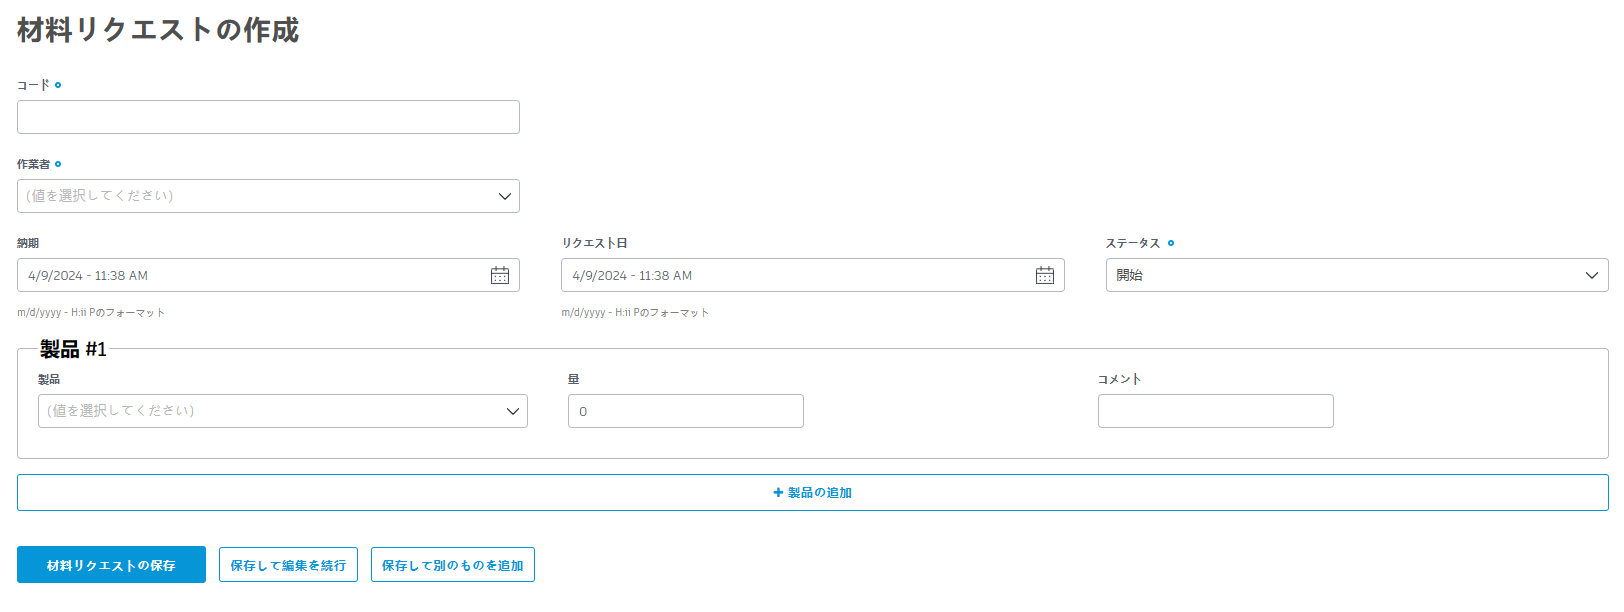 材料リクエストの作成
コード
作業者
(値を選択してください)
納期 リクエスト日 ステータス
4/9/2024 - 11:38 AM 4/9/2024 - 11:38 AM 開始
m/d/yyyy - H:ii Pのフォーマット m/d/yyyy - H:ii Pのフォーマット
製品 #1
製品 量 コメント
(値を選択してください) 0
+ 製品の追加
材料リクエストの保存 保存して編集を続行 保存して別のものを追加